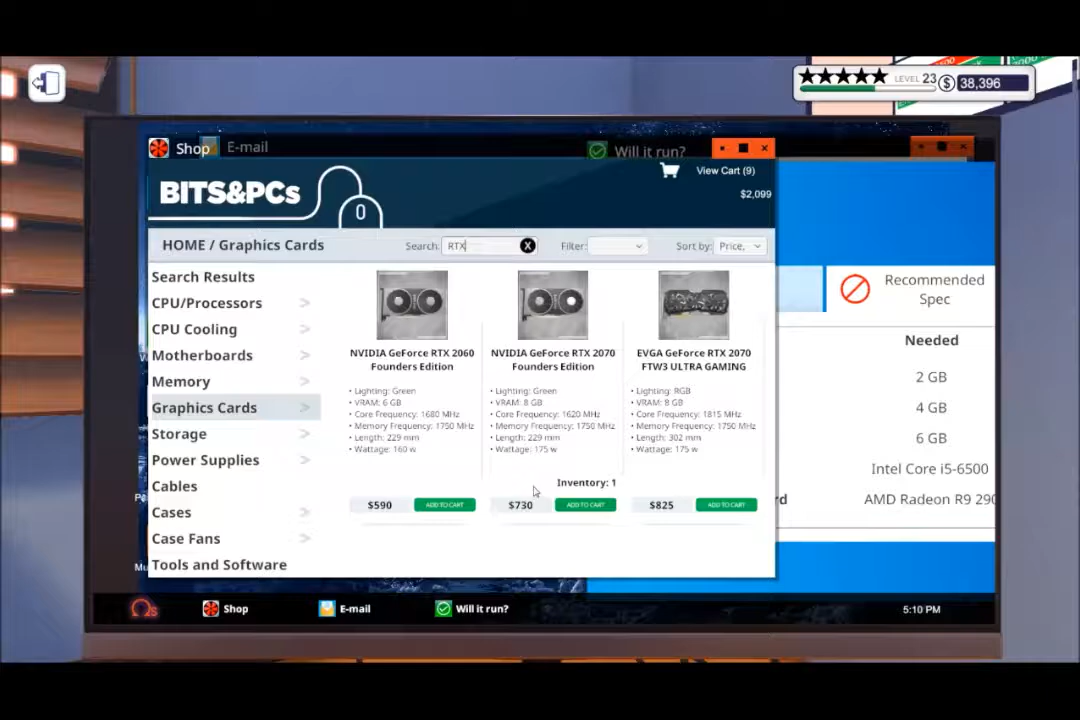 LEVEL 23 $ 38,396
Shop E-mail Will it run?
BITS&PCs
View Cart (9)
$2,099
HOME / Graphics Cards Search: RTX X Filter: Sort by: Price,
Search Results
CPU/Processors >
CPU Cooling >
Motherboards >
Memory >
Graphics Cards >
Storage >
Power Supplies >
Cables
Cases >
Case Fans >
Tools and Software
NVIDIA GeForce RTX 2060
Founders Edition
• Lighting: Green
• VRAM: 6 GB
• Core Frequency: 1680 MHz
• Memory Frequency: 1750 MHz
• Length: 229 mm
• Wattage: 160 w
$590 ADD TO CART
NVIDIA GeForce RTX 2070
Founders Edition
• Lighting: Green
• VRAM: 8 GB
• Core Frequency: 1620 MHz
• Memory Frequency: 1750 MHz
• Length: 229 mm
• Wattage: 175 w
Inventory: 1
$730 ADD TO CART
EVGA GeForce RTX 2070
FTW3 ULTRA GAMING
• Lighting: RGB
• VRAM: 8 GB
• Core Frequency: 1815 MHz
• Memory Frequency: 1750 MHz
• Length: 302 mm
• Wattage: 175 w
$825 ADD TO CART
Recommended
Spec
Needed
2 GB
4 GB
6 GB
Intel Core i5-6500
AMD Radeon R9 290
Shop E-mail Will it run? 5:10 PM